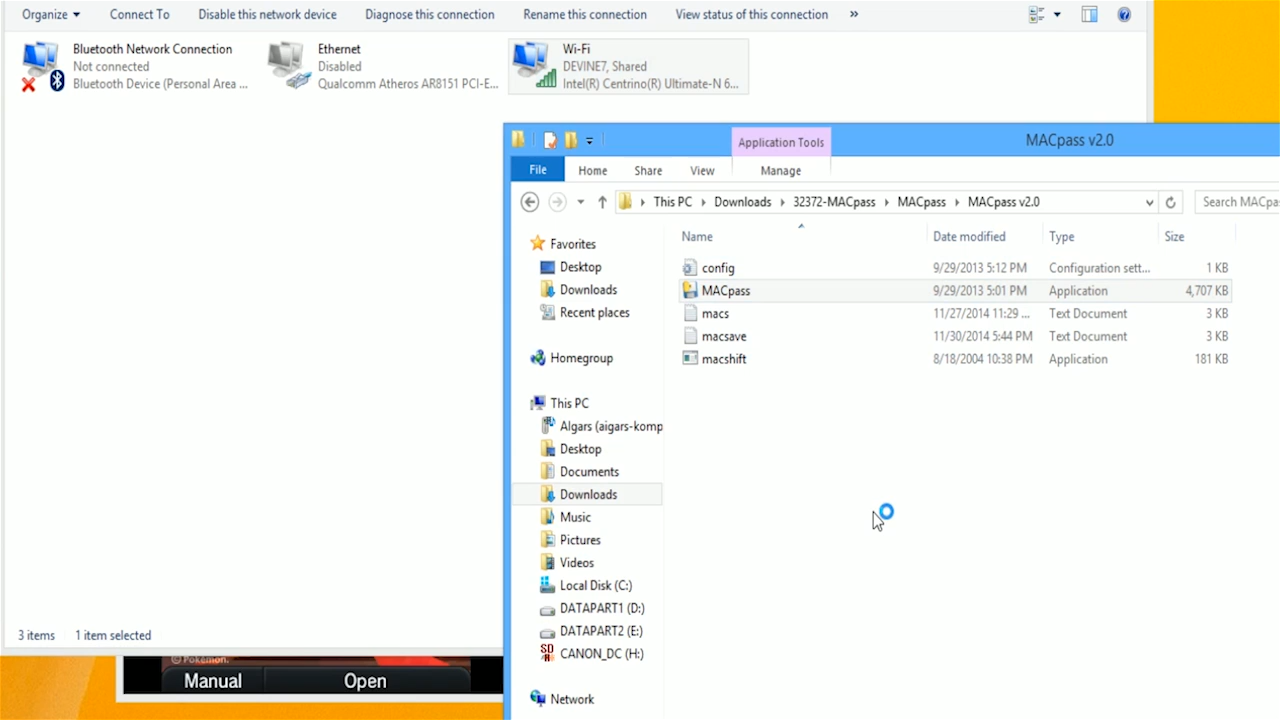 Organize Connect To Disable this network device Diagnose this connection Rename this connection View status of this connection »
Bluetooth Network Connection
Not connected
Bluetooth Device (Personal Area ...
Ethernet
Disabled
Qualcomm Atheros AR8151 PCI-E...
Wi-Fi
DEVINE7, Shared
Intel(R) Centrino(R) Ultimate-N 6...
Application Tools
MACpass v2.0
File Home Share View Manage
This PC Downloads 32372-MACpass MACpass MACpass v2.0
Search MACpas
Name Date modified Type Size
config 9/29/2013 5:12 PM Configuration sett... 1 KB
MACpass 9/29/2013 5:01 PM Application 4,707 KB
macs 11/27/2014 11:29 ... Text Document 3 KB
macsave 11/30/2014 5:44 PM Text Document 3 KB
macshift 8/18/2004 10:38 PM Application 181 KB
Favorites
Desktop
Downloads
Recent places
Homegroup
This PC
Algars (aigars-komp
Desktop
Documents
Downloads
Music
Pictures
Videos
Local Disk (C:)
DATAPART1 (D:)
DATAPART2 (E:)
CANON_DC (H:)
Network
3 items 1 item selected
© Pokémon.
Manual Open